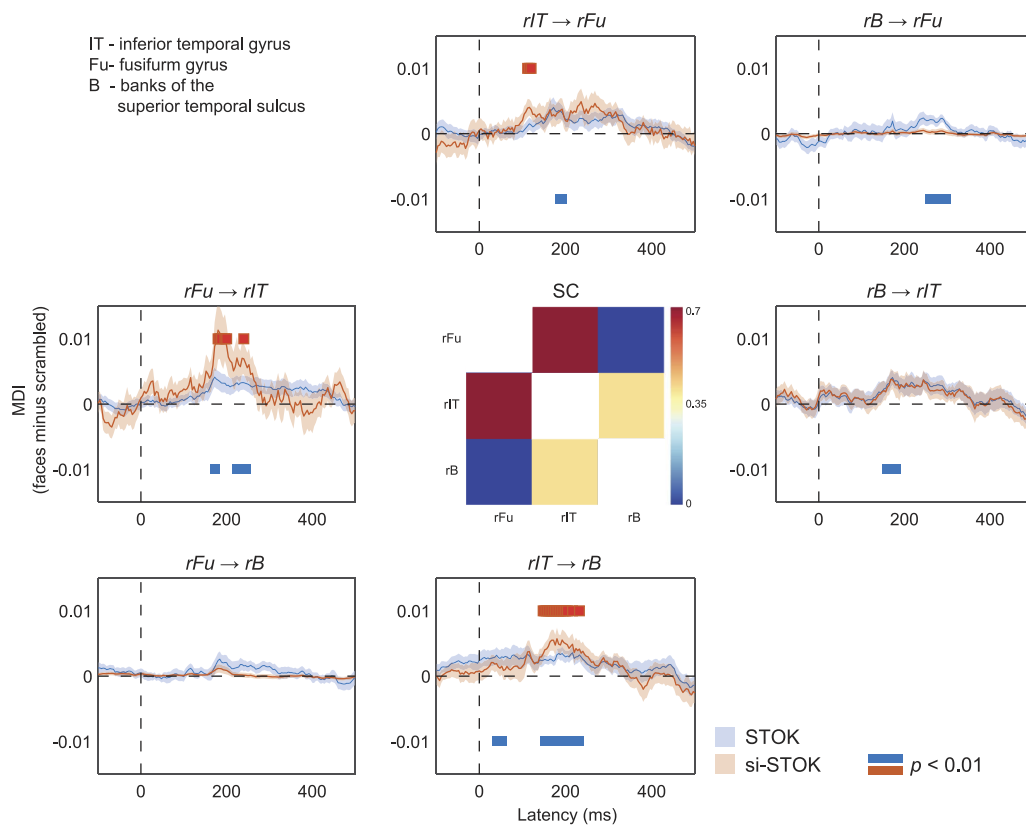 IT - inferior temporal gyrus
Fu- fusifurm gyrus
B - banks of the
superior temporal sulcus
rIT → rFu
0.01
0
-0.01
0 200 400
rB → rFu
0.01
0
-0.01
0 200 400
MDI
(faces minus scrambled)
rFu → rIT
0.01
0
-0.01
0 200 400
SC
rFu
rIT
rB
rFu rIT rB
0.7
0.35
0
rB → rIT
0.01
0
-0.01
0 200 400
rFu → rB
0.01
0
-0.01
0 200 400
rIT → rB
0.01
0
-0.01
0 200 400
Latency (ms)
STOK
si-STOK
p < 0.01